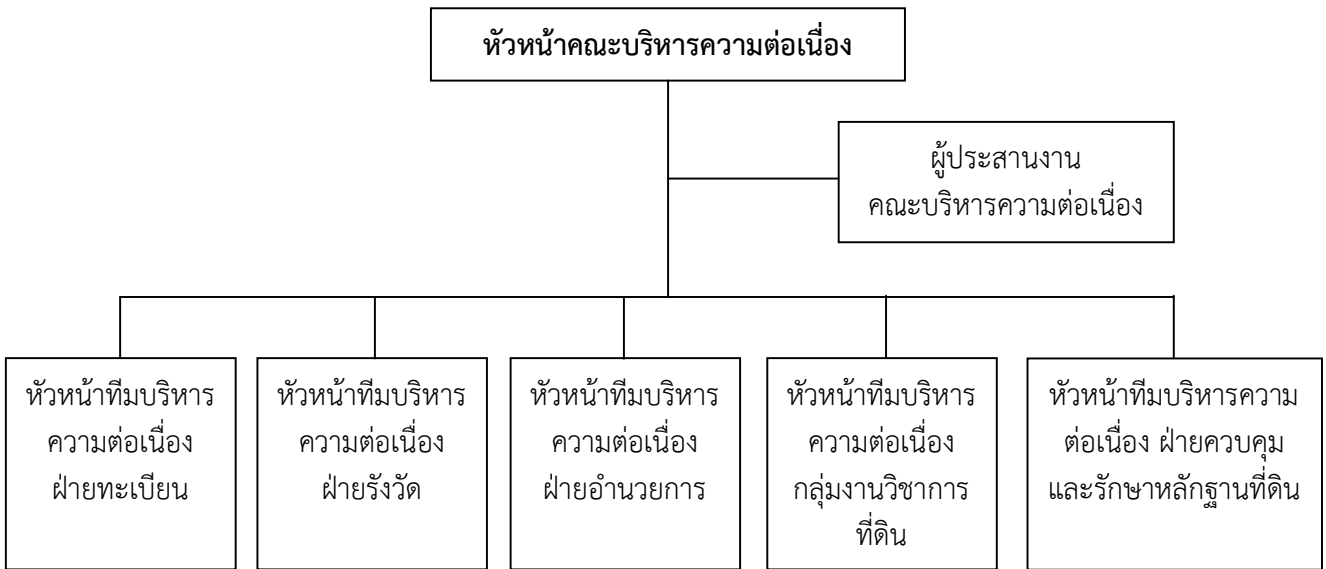 หัวหน้าคณะบริหารความต่อเนื่อง
ผู้ประสานงาน
คณะบริหารความต่อเนื่อง
หัวหน้าทีมบริหาร
ความต่อเนื่อง
ฝ่ายทะเบียน
หัวหน้าทีมบริหาร
ความต่อเนื่อง
ฝ่ายรังวัด
หัวหน้าทีมบริหาร
ความต่อเนื่อง
ฝ่ายอำนวยการ
หัวหน้าทีมบริหาร
ความต่อเนื่อง
กลุ่มงานวิชาการ
ที่ดิน
หัวหน้าทีมบริหารความ
ต่อเนื่อง ฝ่ายควบคุม
และรักษาหลักฐานที่ดิน